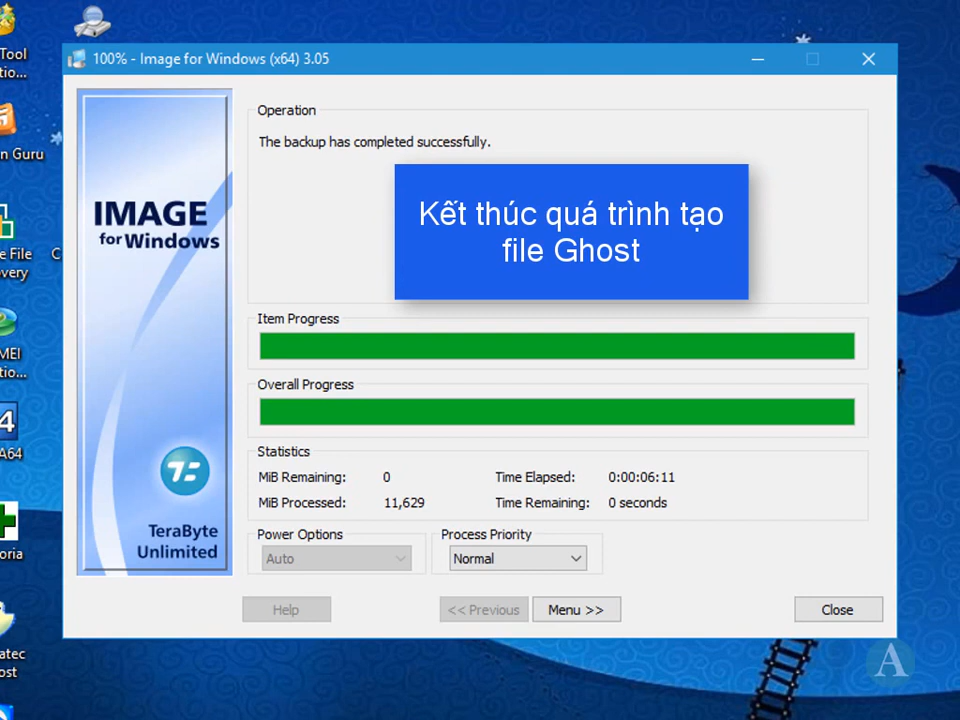 Tool
tio...
n Guru
e File
very
C
MEI
tio...
4
A64
oria
atec
ost
100% - Image for Windows (x64) 3.05
IMAGE
for Windows
TeraByte
Unlimited
Operation
The backup has completed successfully.
Kết thúc quá trình tạo
file Ghost
Item Progress
Overall Progress
Statistics
MiB Remaining: 0 Time Elapsed: 0:00:06:11
MiB Processed: 11,629 Time Remaining: 0 seconds
Power Options Process Priority
Auto Normal
Help << Previous Menu >> Close
A